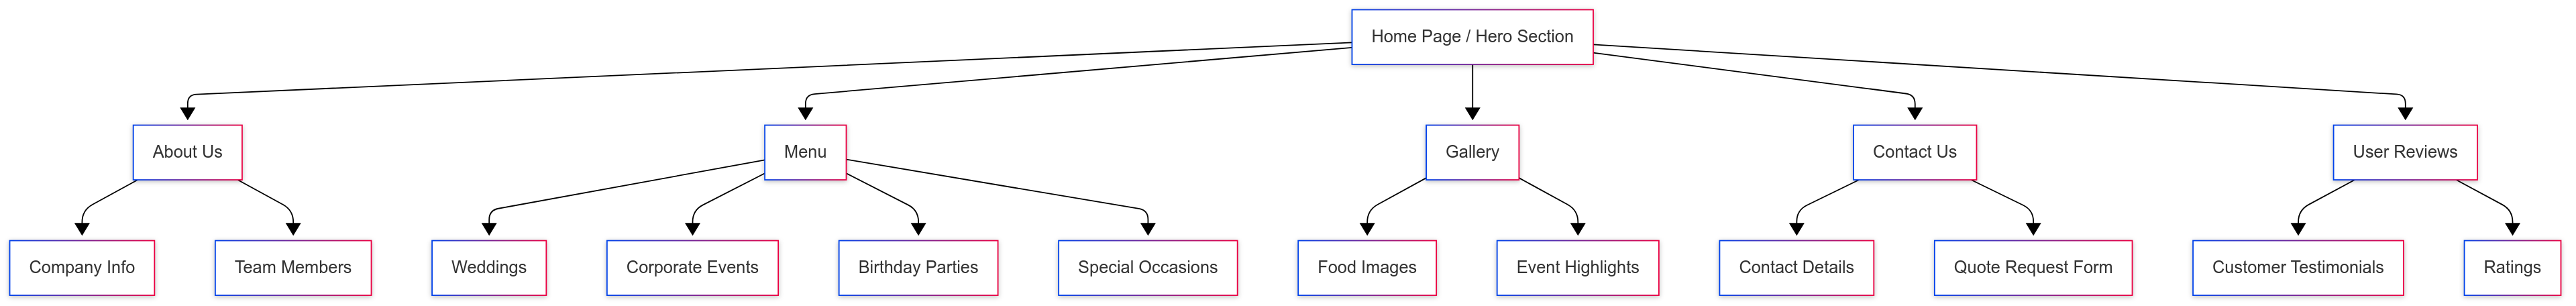 Home Page / Hero Section
About Us
Menu
Gallery
Contact Us
User Reviews
Company Info
Team Members
Weddings
Corporate Events
Birthday Parties
Special Occasions
Food Images
Event Highlights
Contact Details
Quote Request Form
Customer Testimonials
Ratings